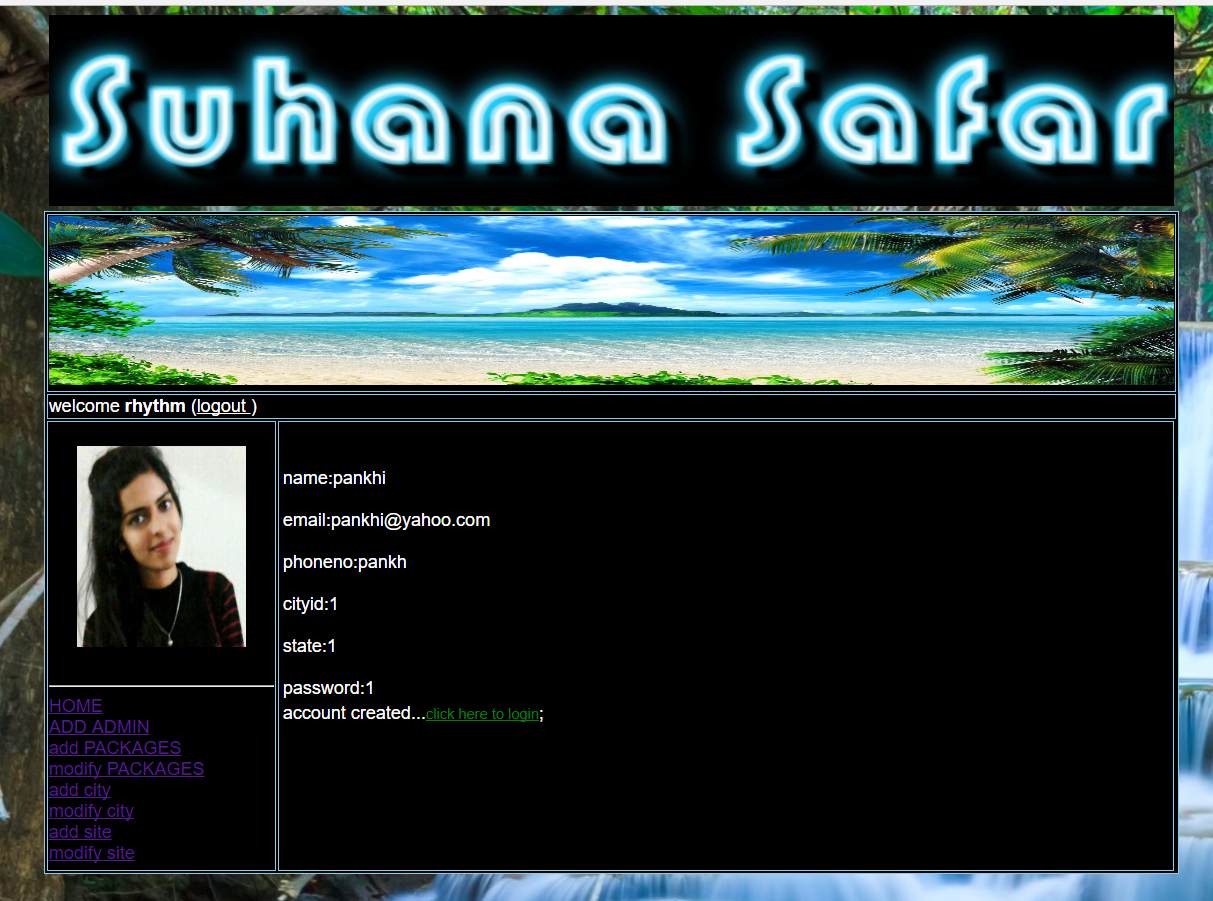 Suhana Safar
welcome rhythm (logout )
name:pankhi
email:pankhi@yahoo.com
phoneno:pankh
cityid:1
state:1
password:1
account created...click here to login;
HOME
ADD ADMIN
add PACKAGES
modify PACKAGES
add city
modify city
add site
modify site